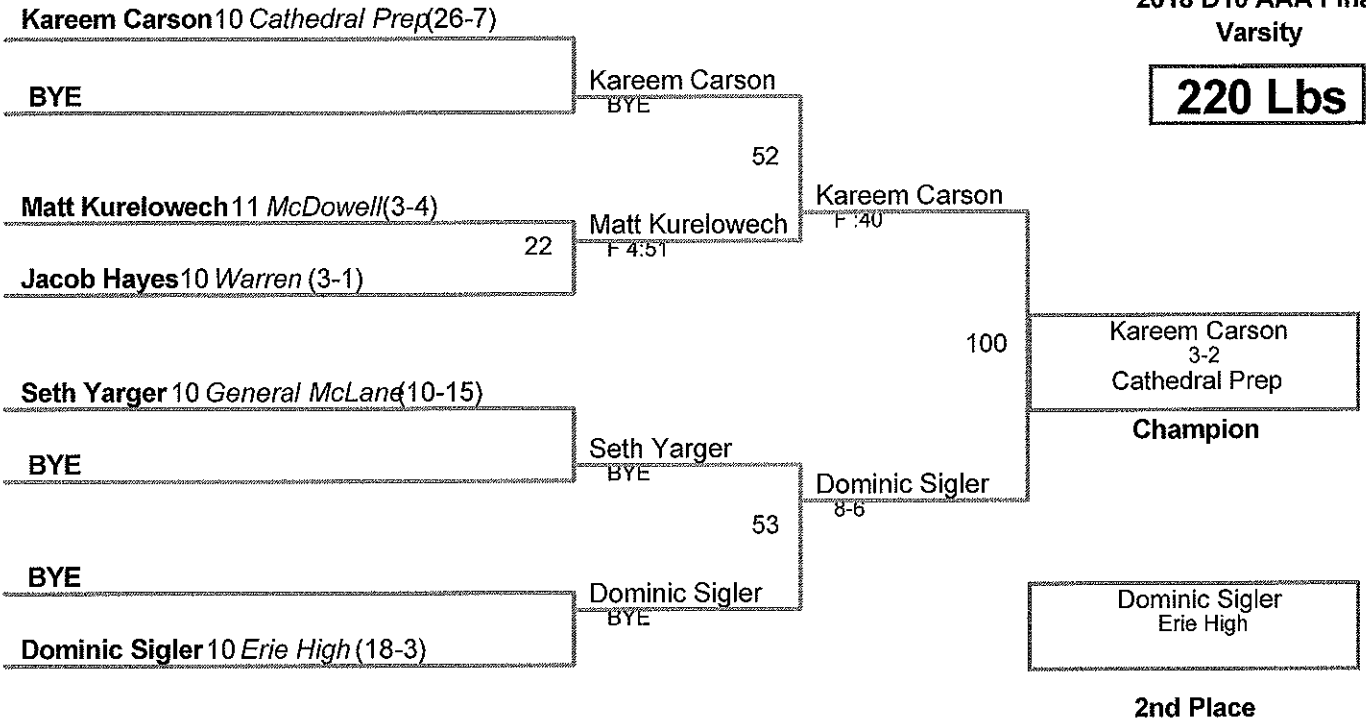 2018 D10 AAA Fina
Varsity
220 Lbs
Kareem Carson 10 Cathedral Prep(26-7)
BYE
Kareem Carson
BYE
52
Matt Kurelowech 11 McDowell(3-4)
22
Matt Kurelowech
F 4:51
Jacob Hayes 10 Warren (3-1)
Kareem Carson
F :40
100
Kareem Carson
3-2
Cathedral Prep
Champion
Seth Yarger 10 General McLane(10-15)
BYE
Seth Yarger
BYE
53
Dominic Sigler
8-6
BYE
Dominic Sigler
BYE
Dominic Sigler 10 Erie High (18-3)
Dominic Sigler
Erie High
2nd Place